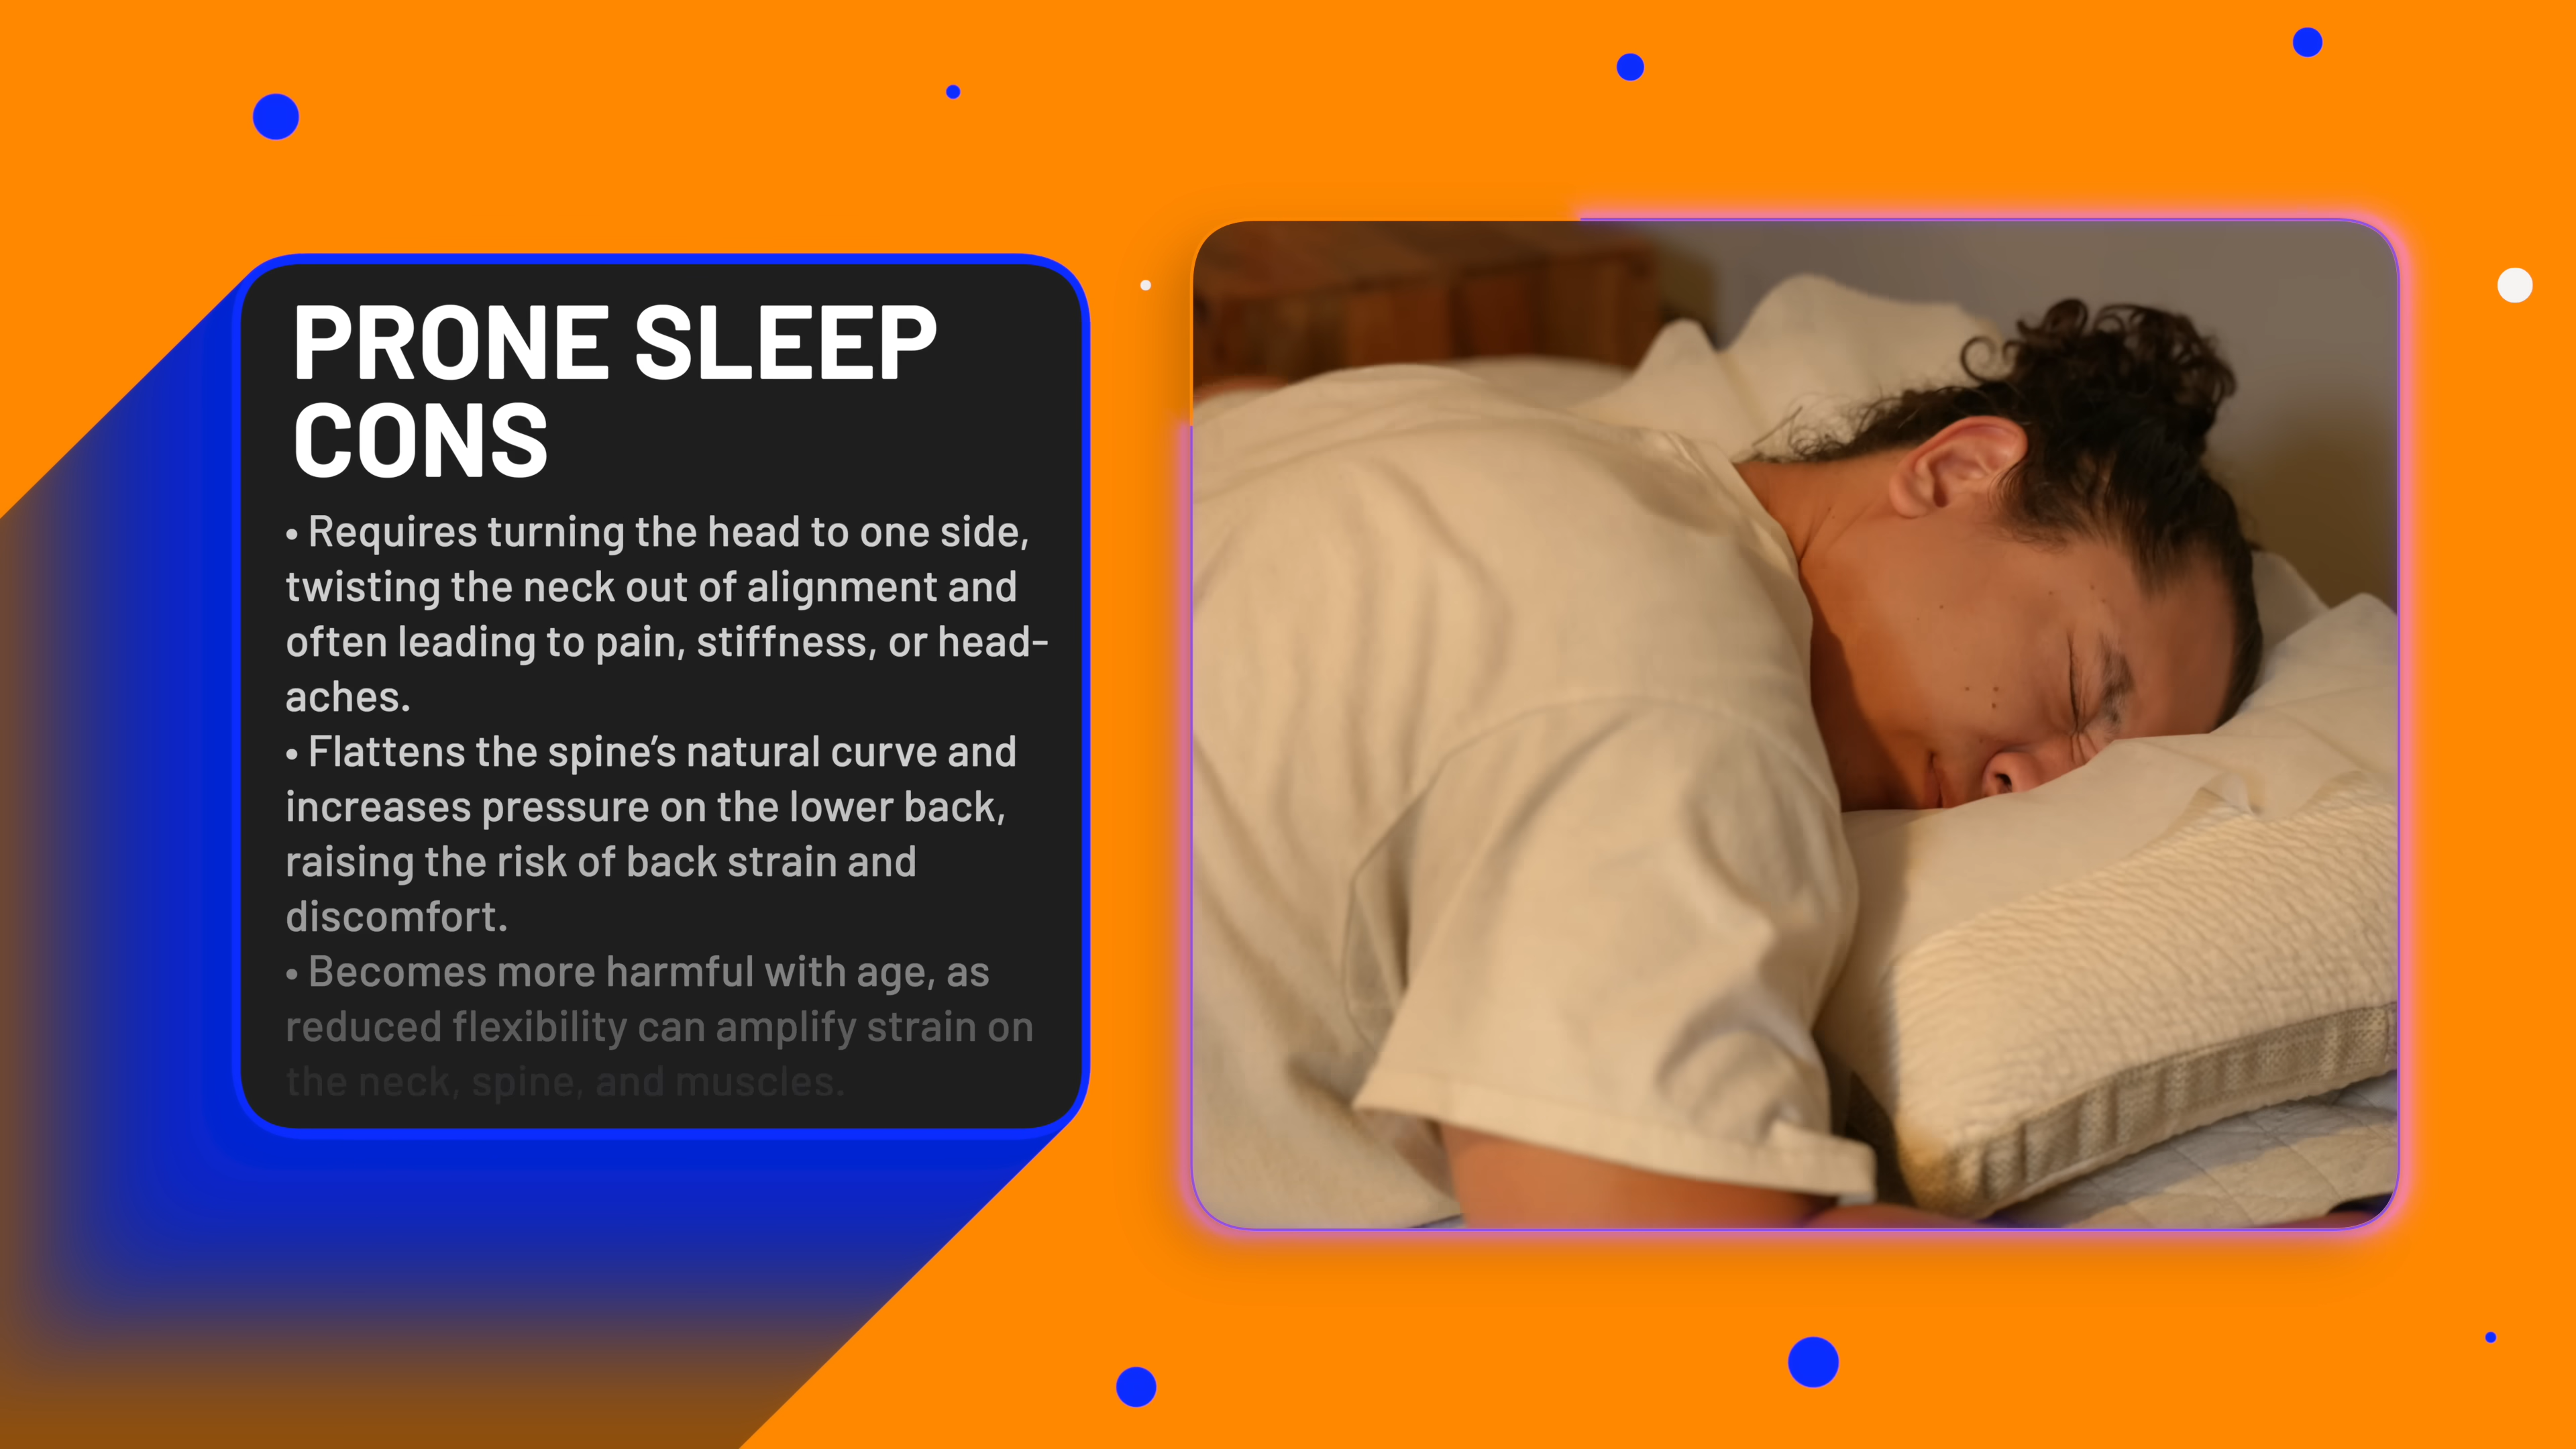 PRONE SLEEP
CONS
• Requires turning the head to one side,
twisting the neck out of alignment and
often leading to pain, stiffness, or head-
aches.
• Flattens the spine’s natural curve and
increases pressure on the lower back,
raising the risk of back strain and
discomfort.
• Becomes more harmful with age, as
reduced flexibility can amplify strain on
the neck, spine, and muscles.